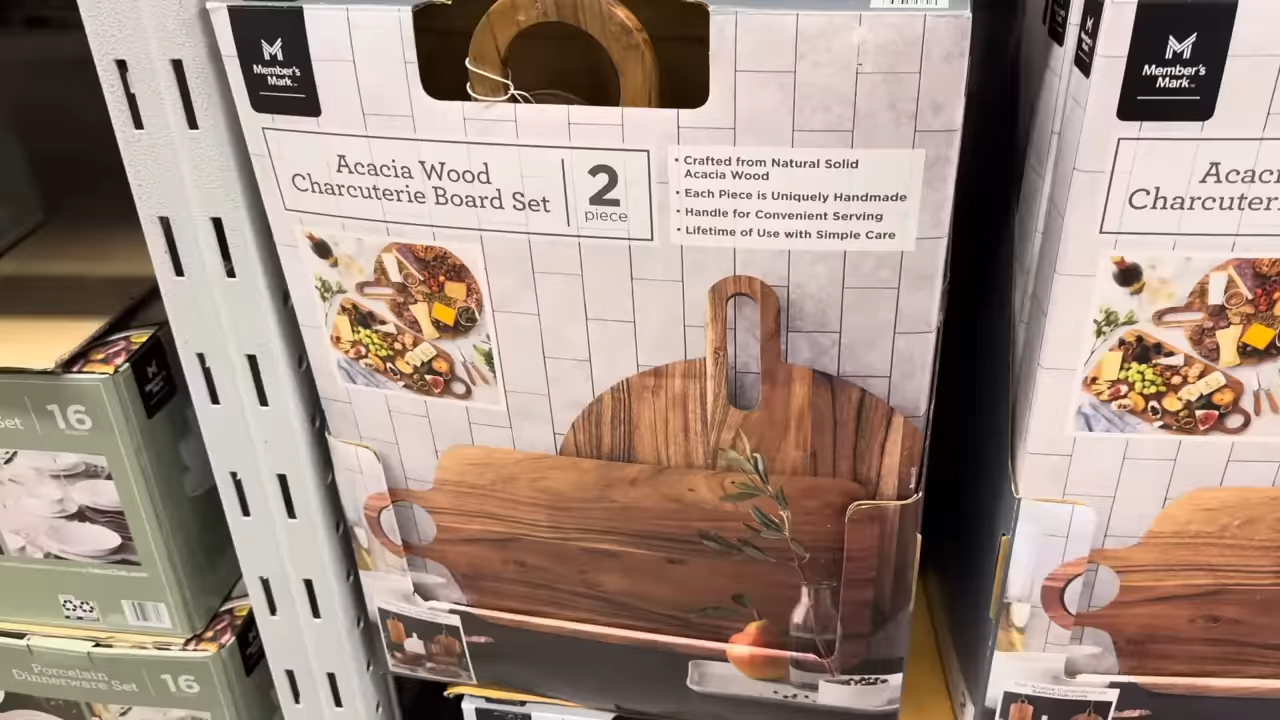 Member's
Mark™
Acacia Wood
Charcuterie Board Set
2
piece
• Crafted from Natural Solid
Acacia Wood
• Each Piece is Uniquely Handmade
• Handle for Convenient Serving
• Lifetime of Use with Simple Care
Member's
Mark™
Acaci
Charcuter
Set
16
Porcelain
Dinnerware Set
16